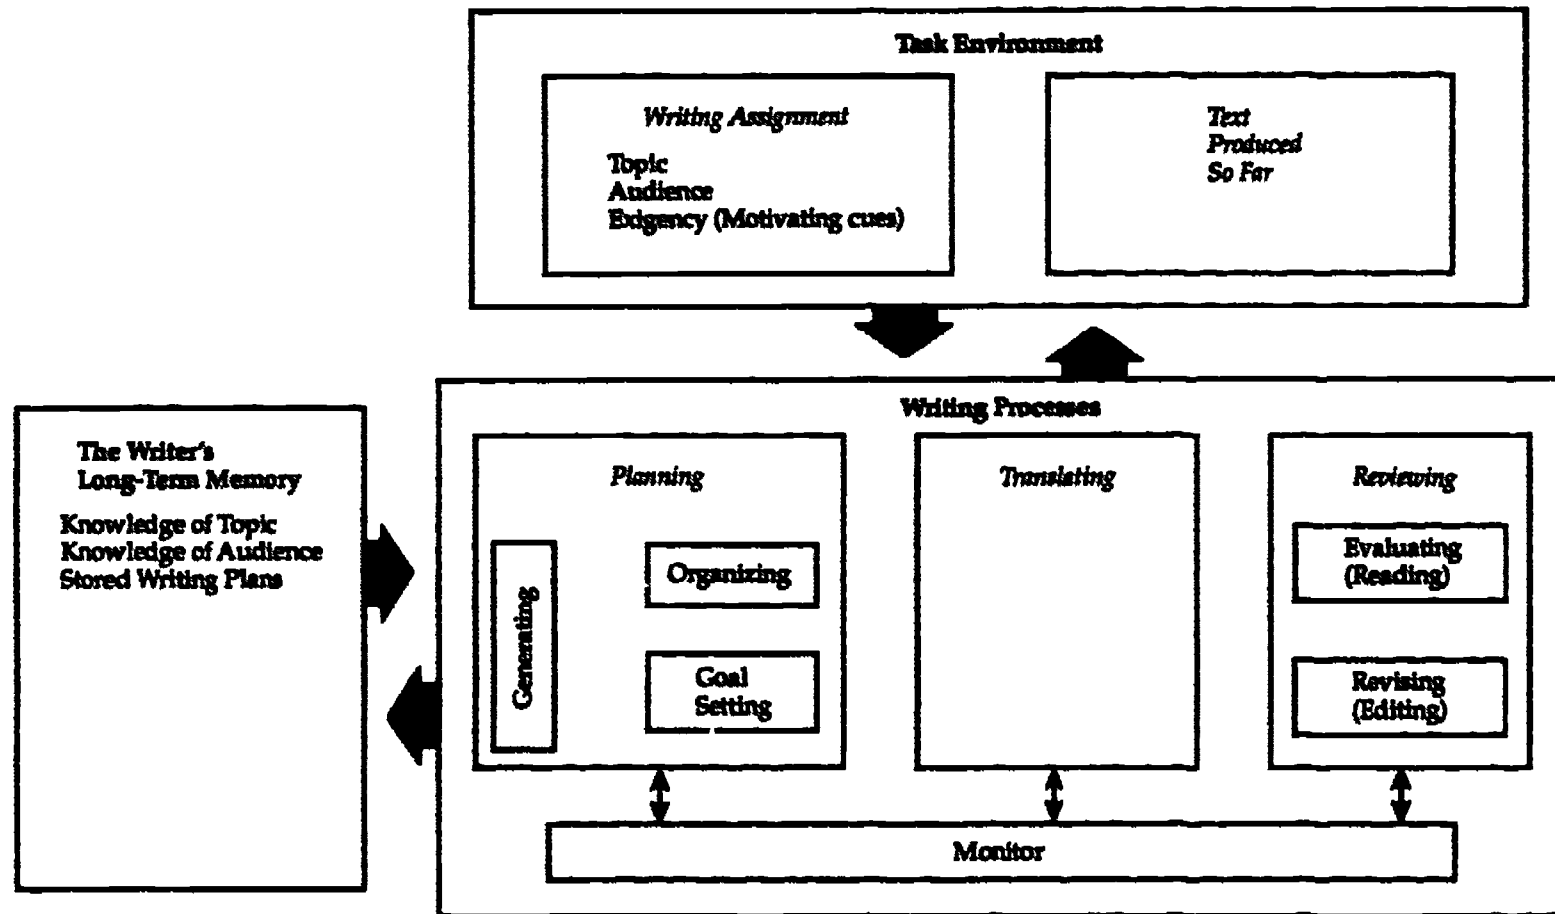 Task Environment
Writing Assignment
Topic
Audience
Exigency (Motivating cues)
Text
Produced
So Far
The Writer's
Long-Term Memory
Knowledge of Topic
Knowledge of Audience
Stored Writing Plans
Writing Processes
Planning
Generating
Organizing
Goal
Setting
Translating
Reviewing
Evaluating
(Reading)
Revising
(Editing)
Monitor